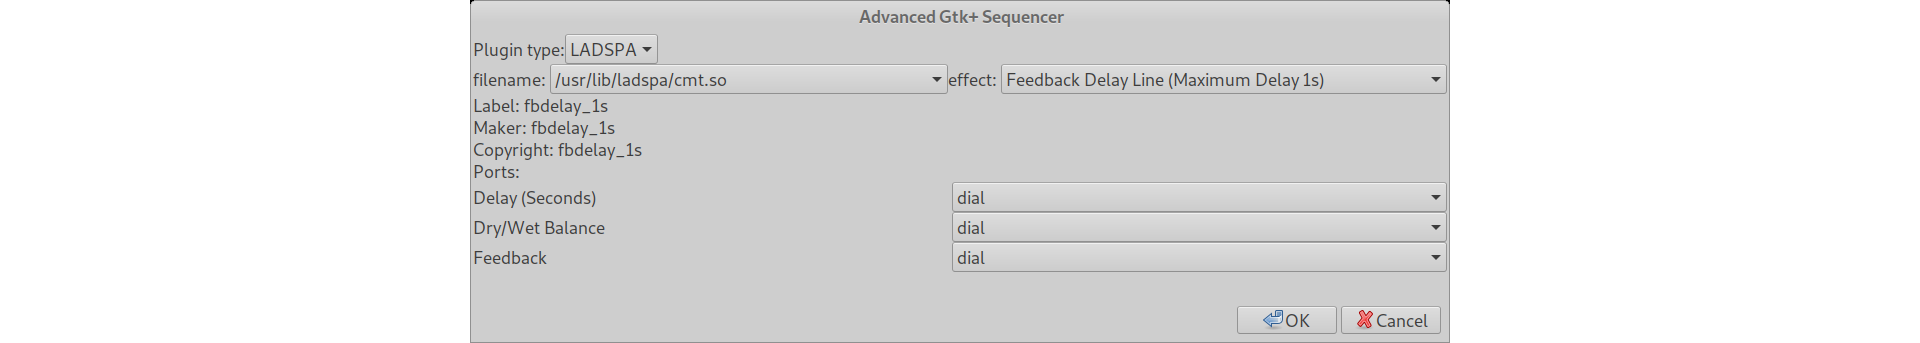 Advanced Gtk+ Sequencer
Plugin type: LADSPA
filename: /usr/lib/ladspa/cmt.so effect: Feedback Delay Line (Maximum Delay 1s)
Label: fbdelay_1s
Maker: fbdelay_1s
Copyright: fbdelay_1s
Ports:
Delay (Seconds) dial
Dry/Wet Balance dial
Feedback dial
OK Cancel